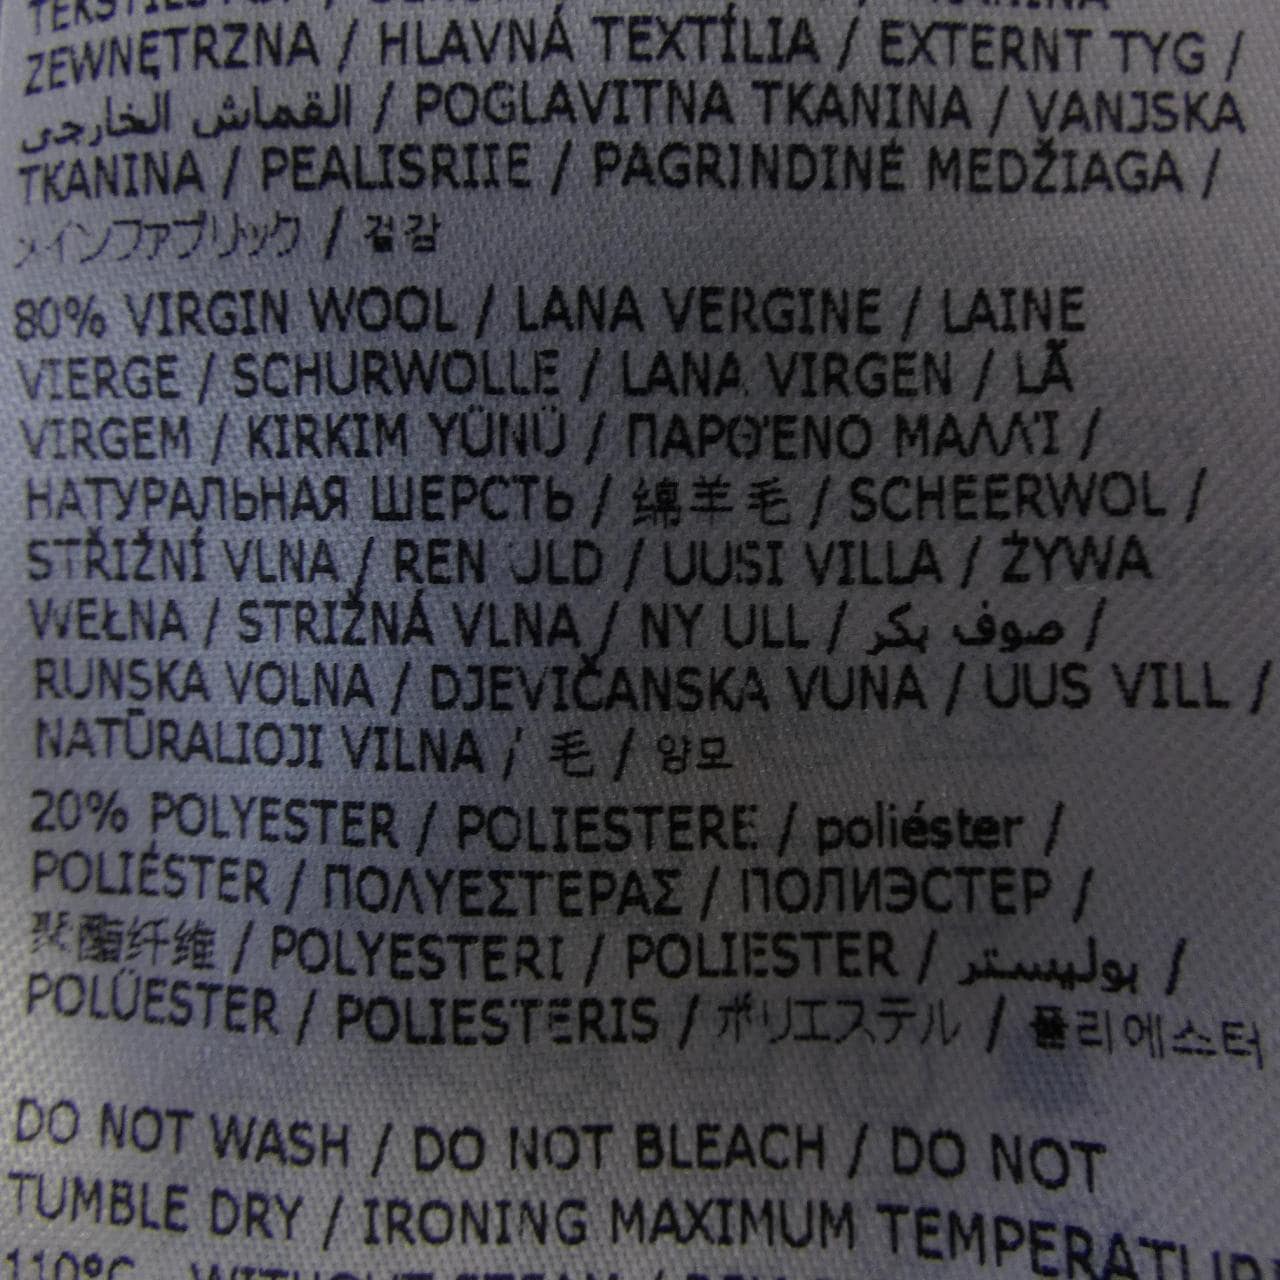 ZEWNĘTRZNA / HLAVNÁ TEXTÍLIA / EXTERNT TYG /
القماش الخارجى / POGLAVITNA TKANINA / VANJSKA
TKANINA / PEALISRIIE / PAGRINDINĖ MEDŽIAGA /
メインファブリック / 겉감
80% VIRGIN WOOL / LANA VERGINE / LAINE
VIERGE / SCHURWOLLE / LANA VIRGEN / LÃ
VIRGEM / KIRKIM YÜNÜ / ΠΑΡΘΈΝΟ ΜΑΛΛΊ /
НАТУРАЛЬНАЯ ШЕРСТЬ / 绵羊毛 / SCHEERWOL /
STŘIŽNÍ VLNA / REN ULD / UUSI VILLA / ŻYWA
WEŁNA / STRIŽNÁ VLNA / NY ULL / صوف بكر /
RUNSKA VOLNA / DJEVIČANSKA VUNA / UUS VILL /
NATŪRALIOJI VILNA / 毛 / 양모
20% POLYESTER / POLIESTERE / poliéster /
POLIÉSTER / ΠΟΛΥΕΣΤΕΡΑΣ / ПОЛИЭСТЕР /
聚酯纤维 / POLYESTERI / POLIESTER / بوليستر /
POLÜESTER / POLIESTERIS / ポリエステル / 폴리에스터
DO NOT WASH / DO NOT BLEACH / DO NOT
TUMBLE DRY / IRONING MAXIMUM TEMPERATURE
110°C